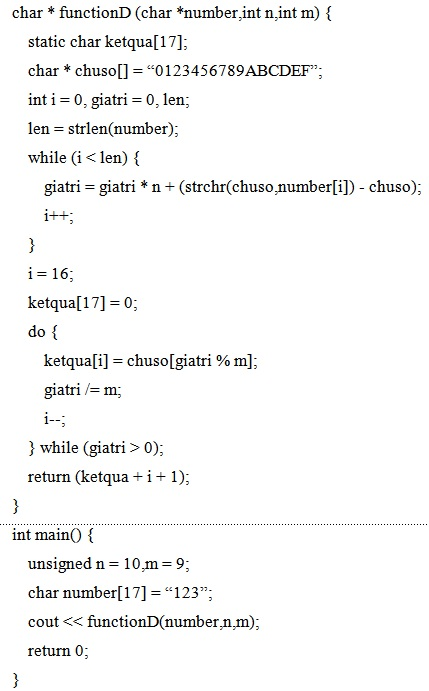 char * functionD (char *number,int n,int m) {
static char ketqua[17];
char * chuso[] = “0123456789ABCDEF”;
int i = 0, giatri = 0, len;
len = strlen(number);
while (i < len) {
giatri = giatri * n + (strchr(chuso,number[i]) - chuso);
i++;
}
i = 16;
ketqua[17] = 0;
do {
ketqua[i] = chuso[giatri % m];
giatri /= m;
i--;
} while (giatri > 0);
return (ketqua + i + 1);
}
int main() {
unsigned n = 10,m = 9;
char number[17] = “123”;
cout << functionD(number,n,m);
return 0;
}